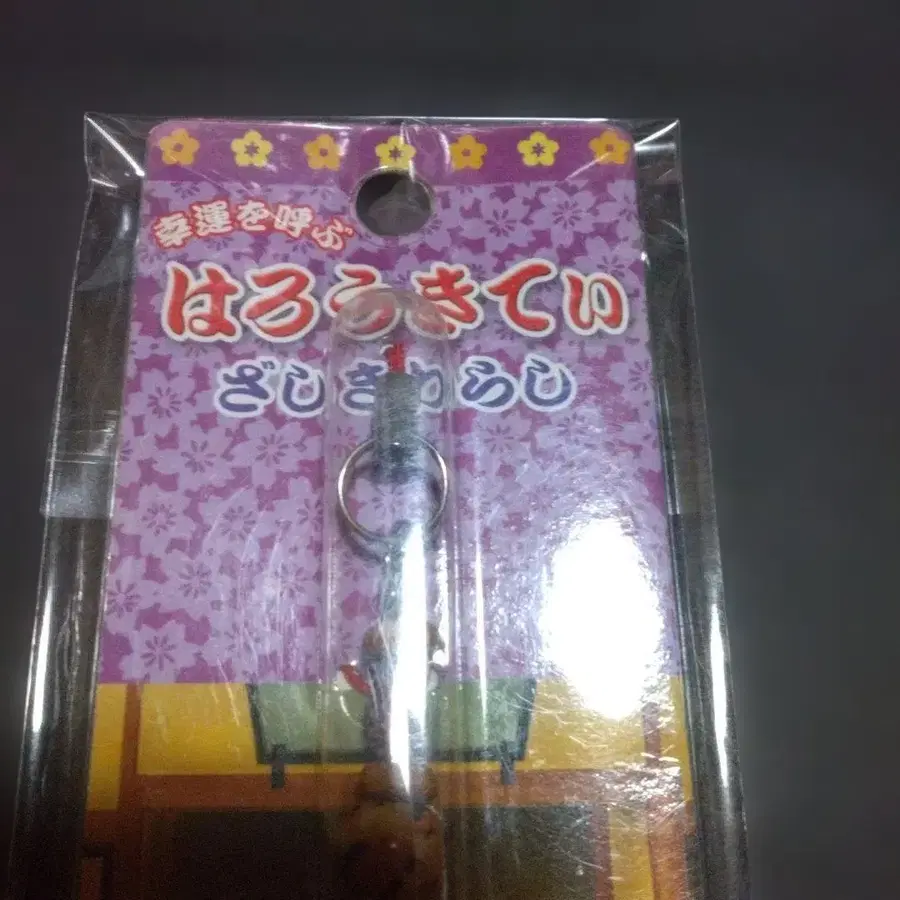 幸運を呼ぶ
はろうきてぃ
ざしきわらし